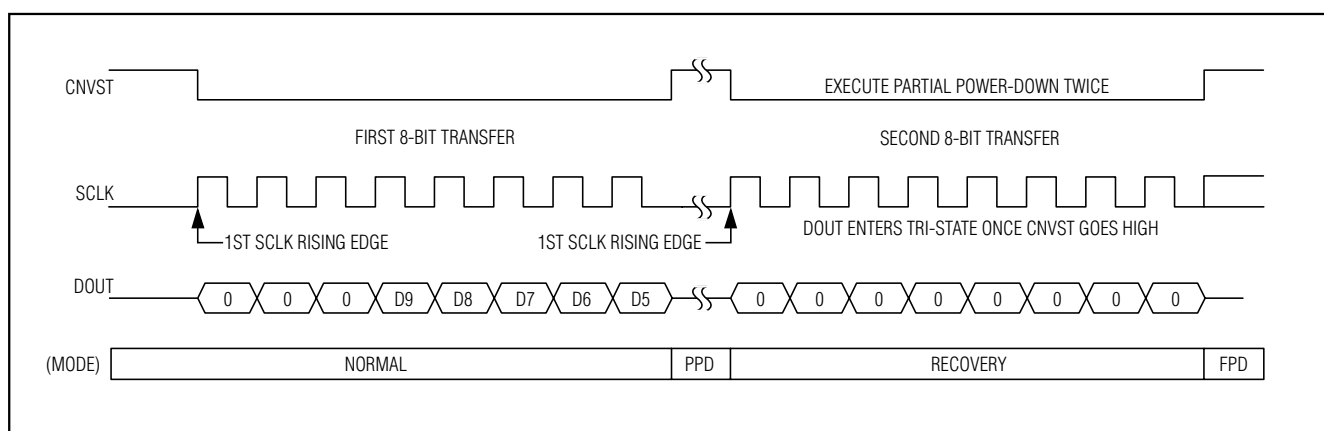 CNVST
EXECUTE PARTIAL POWER-DOWN TWICE
FIRST 8-BIT TRANSFER
SECOND 8-BIT TRANSFER
SCLK
1ST SCLK RISING EDGE
1ST SCLK RISING EDGE
DOUT ENTERS TRI-STATE ONCE CNVST GOES HIGH
DOUT
0 0 0 D9 D8 D7 D6 D5
0 0 0 0 0 0 0 0
(MODE)
NORMAL
PPD
RECOVERY
FPD